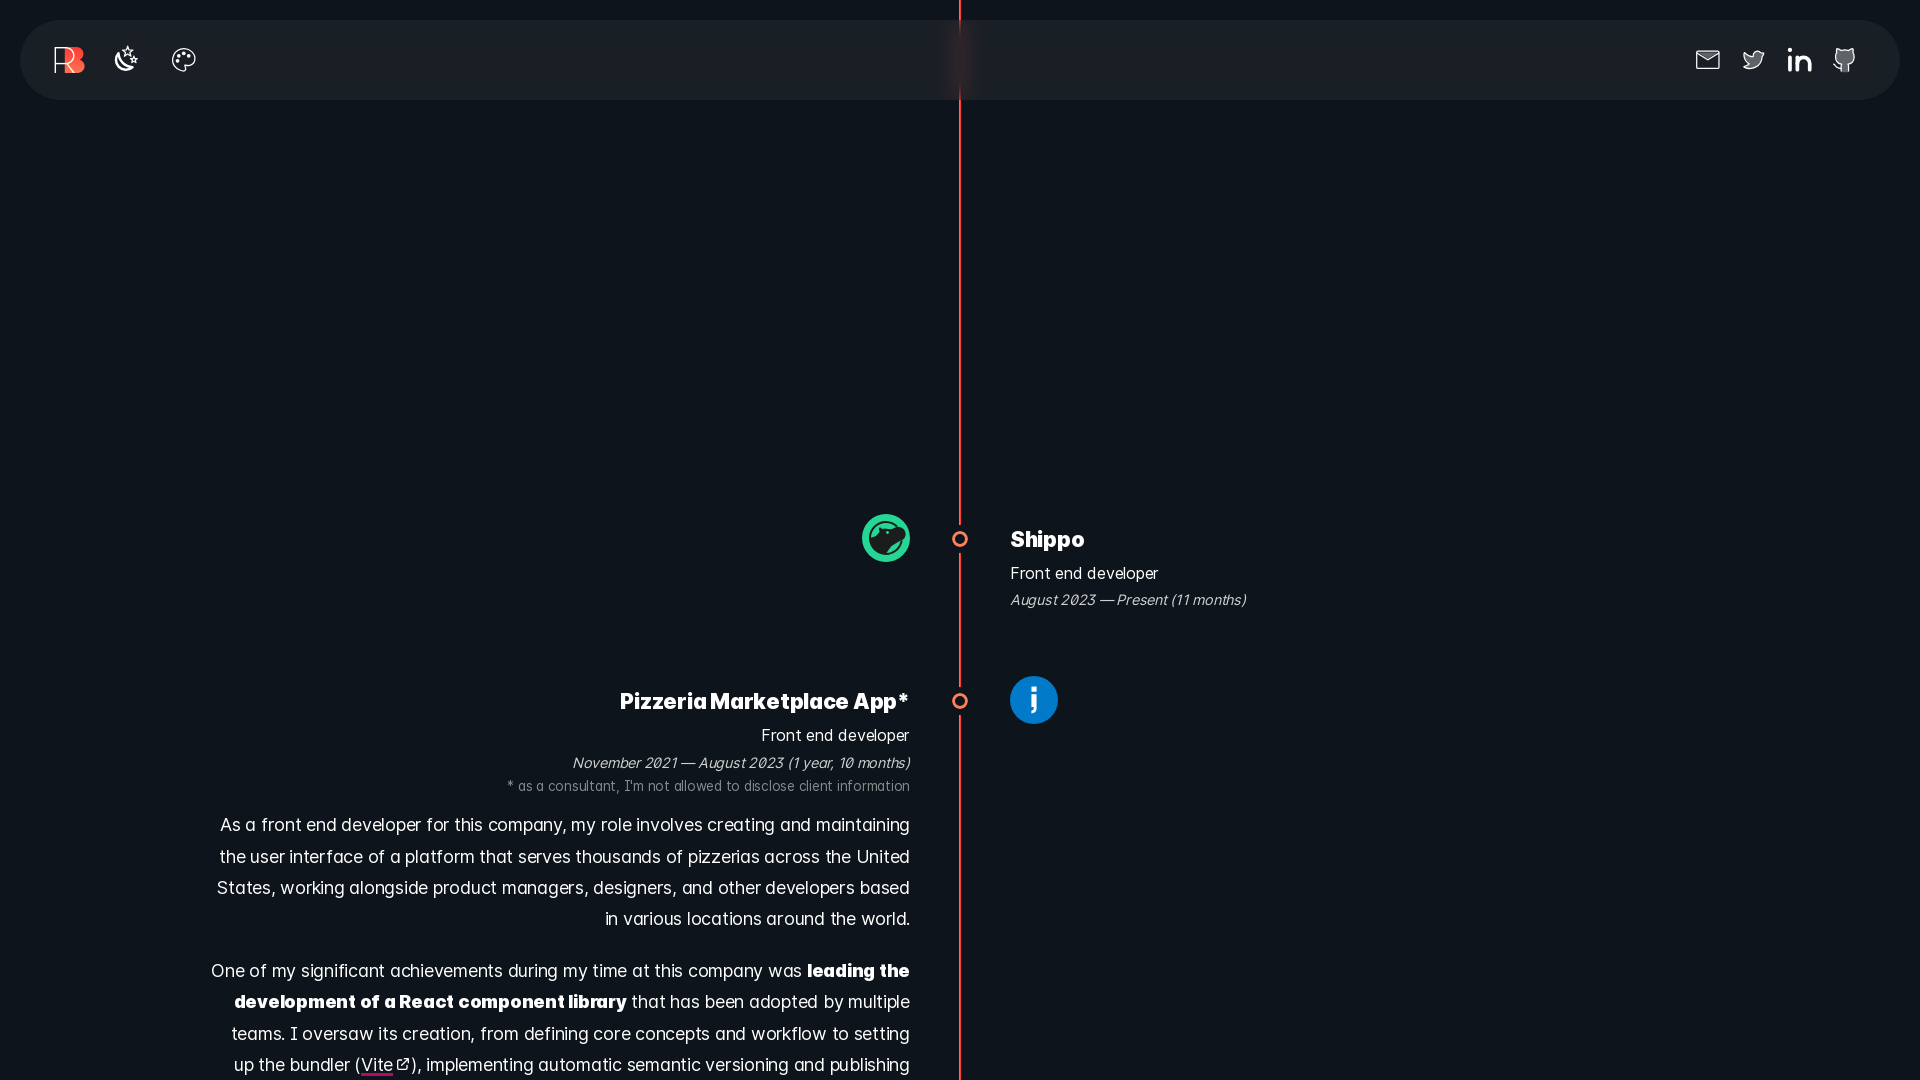 RB
in
Shippo
Front end developer
August 2023 — Present (11 months)
Pizzeria Marketplace App*
j
Front end developer
November 2021 — August 2023 (1 year, 10 months)
* as a consultant, I'm not allowed to disclose client information
As a front end developer for this company, my role involves creating and maintaining
the user interface of a platform that serves thousands of pizzerias across the United
States, working alongside product managers, designers, and other developers based
in various locations around the world.
One of my significant achievements during my time at this company was leading the
development of a React component library that has been adopted by multiple
teams. I oversaw its creation, from defining core concepts and workflow to setting
up the bundler (Vite), implementing automatic semantic versioning and publishing